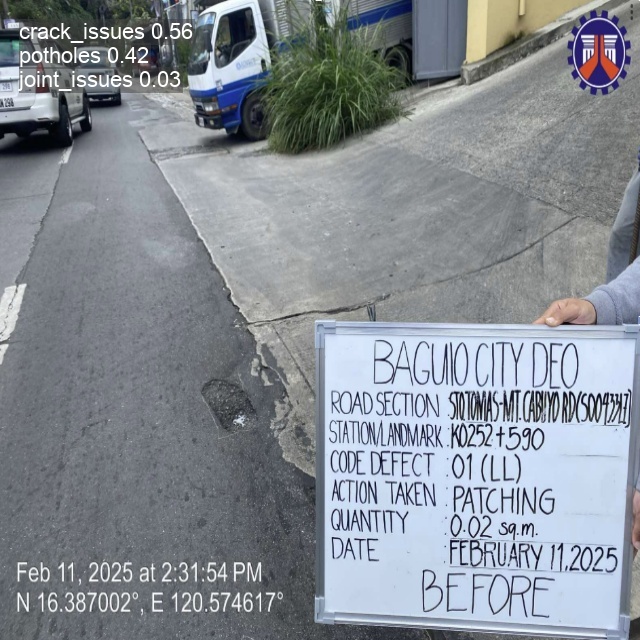 crack_issues 0.56
potholes 0.42
joint_issues 0.03
BAGUIO CITY DEO
ROAD SECTION : STO.TOMAS-MT.CABUYO RD
STATION/LANDMARK : K0252+590
CODE DEFECT : 01 (LL)
ACTION TAKEN : PATCHING
QUANTITY : 0.02 sq.m.
DATE : FEBRUARY 11, 2025
BEFORE
Feb 11, 2025 at 2:31:54 PM
N 16.387002°, E 120.574617°